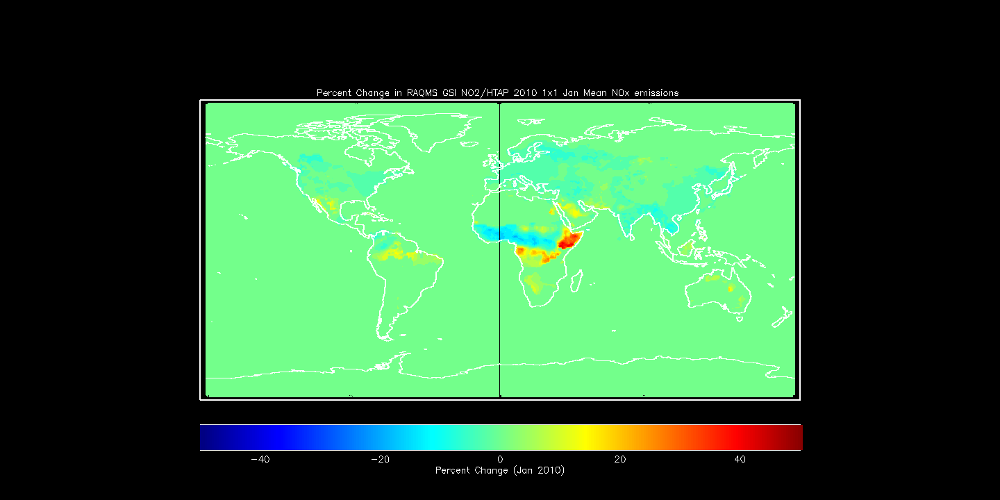 Percent Change in RAQMS GSI NO2/HTAP 2010 1x1 Jan Mean NOx emissions
-40 -20 0 20 40
Percent Change (Jan 2010)